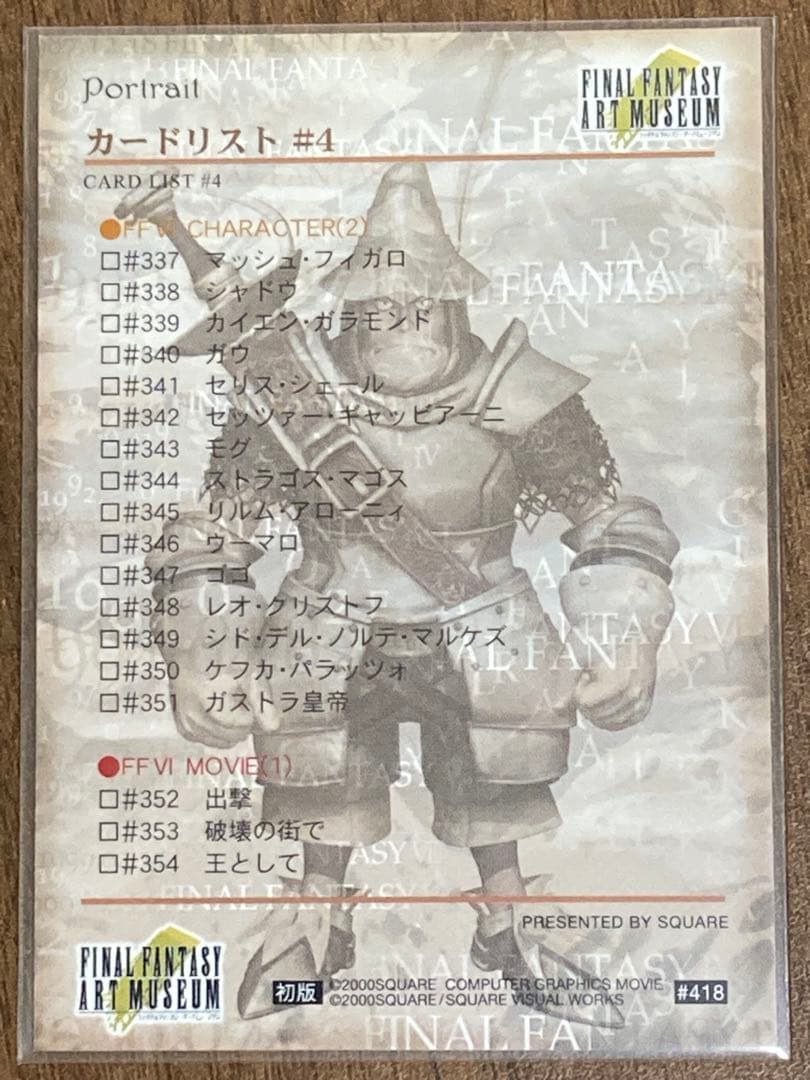 Portrait
FINAL FANTASY
ART MUSEUM
カードリスト #4
CARD LIST #4
●FF VI CHARACTER(2)
□#337 マッシュ・フィガロ
□#338 シャドウ
□#339 カイエン・ガラモンド
□#340 ガウ
□#341 セリス・シェール
□#342 セッツァー・ギャッビアーニ
□#343 モグ
□#344 ストラゴス・マゴス
□#345 リルム・アローニィ
□#346 ウーマロ
□#347 ゴゴ
□#348 レオ・クリストフ
□#349 シド・デル・ノルテ・マルケズ
□#350 ケフカ・パラッツォ
□#351 ガストラ皇帝
●FF VI MOVIE(1)
□#352 出撃
□#353 破壊の街で
□#354 王として
PRESENTED BY SQUARE
FINAL FANTASY
ART MUSEUM
初版
©2000SQUARE COMPUTER GRAPHICS MOVIE
©2000SQUARE/SQUARE VISUAL WORKS
#418